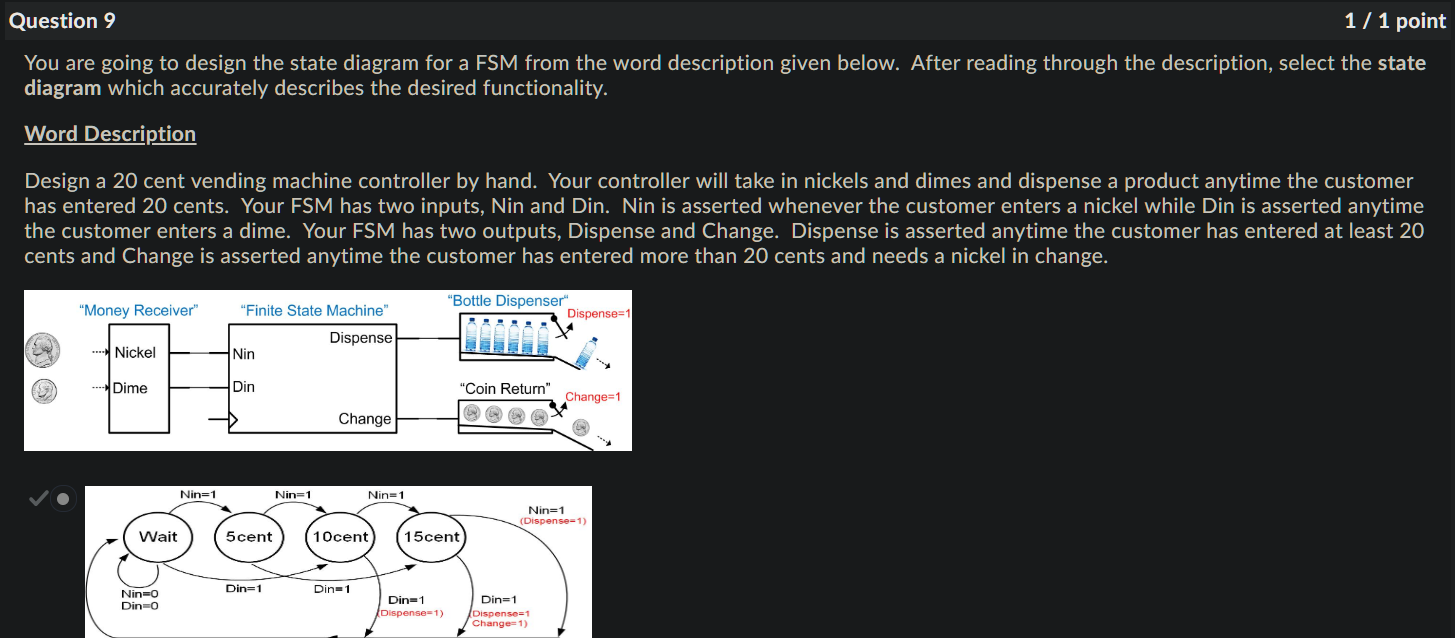 Question 9
1 / 1 point
You are going to design the state diagram for a FSM from the word description given below. After reading through the description, select the state
diagram which accurately describes the desired functionality.
Word Description
Design a 20 cent vending machine controller by hand. Your controller will take in nickels and dimes and dispense a product anytime the customer
has entered 20 cents. Your FSM has two inputs, Nin and Din. Nin is asserted whenever the customer enters a nickel while Din is asserted anytime
the customer enters a dime. Your FSM has two outputs, Dispense and Change. Dispense is asserted anytime the customer has entered at least 20
cents and Change is asserted anytime the customer has entered more than 20 cents and needs a nickel in change.
"Money Receiver"
"Finite State Machine"
"Bottle Dispenser"
Dispense=1
Nickel
Dime
Nin
Din
Dispense
Change
"Coin Return"
Change=1
Nin=1
Nin=1
Nin=1
Nin=1
(Dispense=1)
Wait
5cent
10cent
15cent
Nin=0
Din=0
Din=1
Din=1
Din=1
(Dispense=1)
Din=1
(Dispense=1
Change=1)